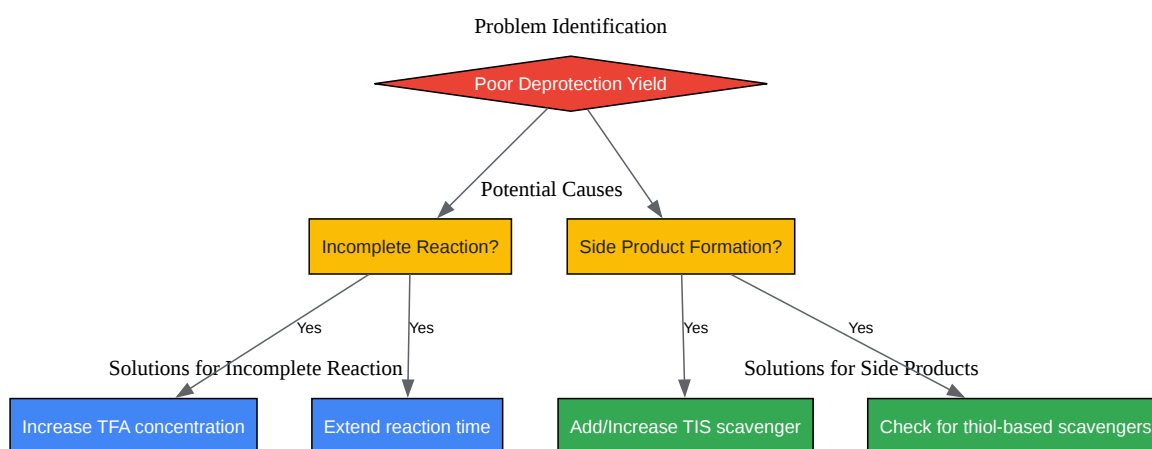 Problem Identification
Poor Deprotection Yield
Potential Causes
Incomplete Reaction?
Side Product Formation?
Yes
Yes
Yes
Yes
Solutions for Incomplete Reaction
Solutions for Side Products
Increase TFA concentration
Extend reaction time
Add/Increase TIS scavenger
Check for thiol-based scavengers